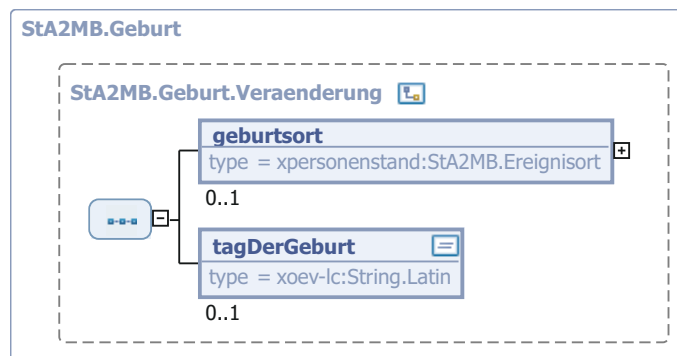 StA2MB.Geburt
StA2MB.Geburt.Veraenderung
geburtsort
type = xpersonenstand:StA2MB.Ereignisort
0..1
tagDerGeburt
type = xoev-lc:String.Latin
0..1